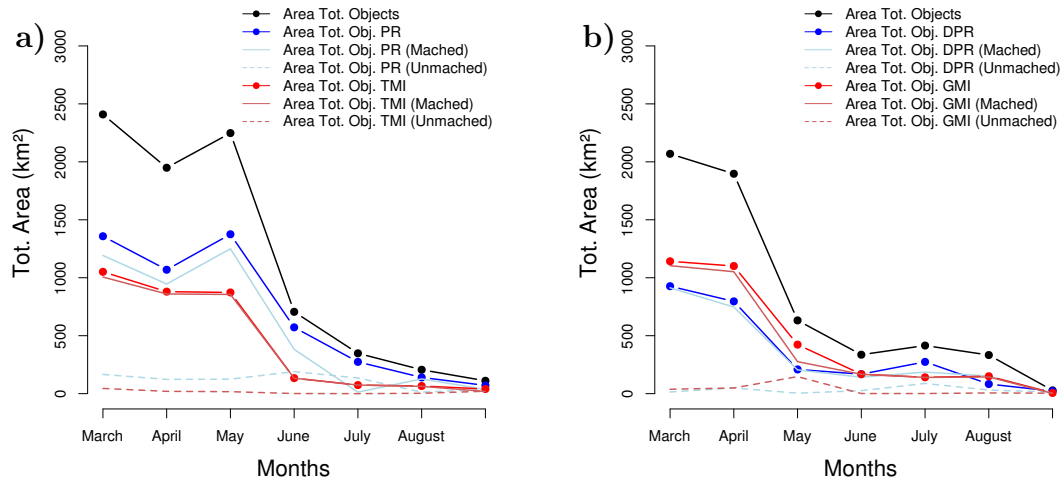 a)
Area Tot. Objects
Area Tot. Obj. PR
Area Tot. Obj. PR (Mached)
Area Tot. Obj. PR (Unmached)
Area Tot. Obj. TMI
Area Tot. Obj. TMI (Mached)
Area Tot. Obj. TMI (Unmached)
Tot. Area (km²)
3000
2500
2000
1500
1000
500
0
March April May June July August
Months
b)
Area Tot. Objects
Area Tot. Obj. DPR
Area Tot. Obj. DPR (Mached)
Area Tot. Obj. DPR (Unmached)
Area Tot. Obj. GMI
Area Tot. Obj. GMI (Mached)
Area Tot. Obj. GMI (Unmached)
Tot. Area (km²)
3000
2500
2000
1500
1000
500
0
March April May June July August
Months